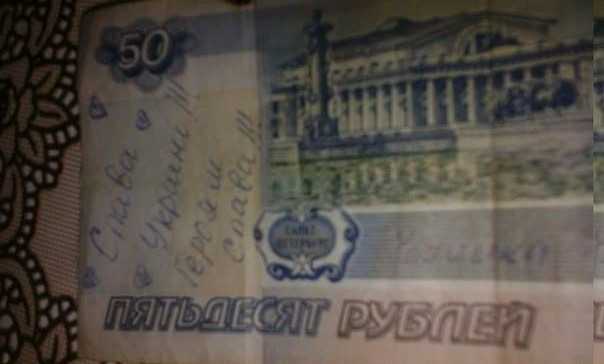 50
Слава
Україні!!!
Героям
слава!!!
САНКТ-
ПЕТЕРБУРГ
ПЯТЬДЕСЯТ РУБЛЕЙ